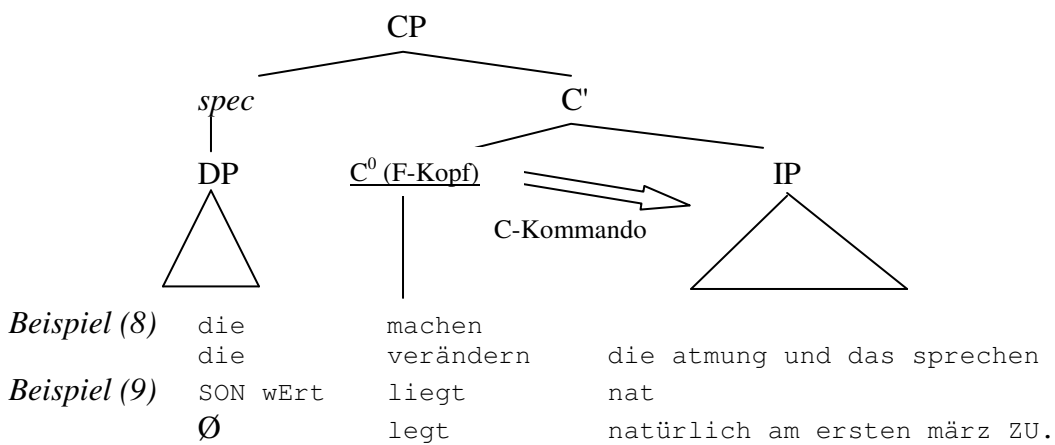 CP
spec C'
DP C⁰ (F-Kopf) IP
C-Kommando
Beispiel (8) die machen
die verändern die atmung und das sprechen
Beispiel (9) SON wErt liegt nat
Ø legt natürlich am ersten märz ZU.